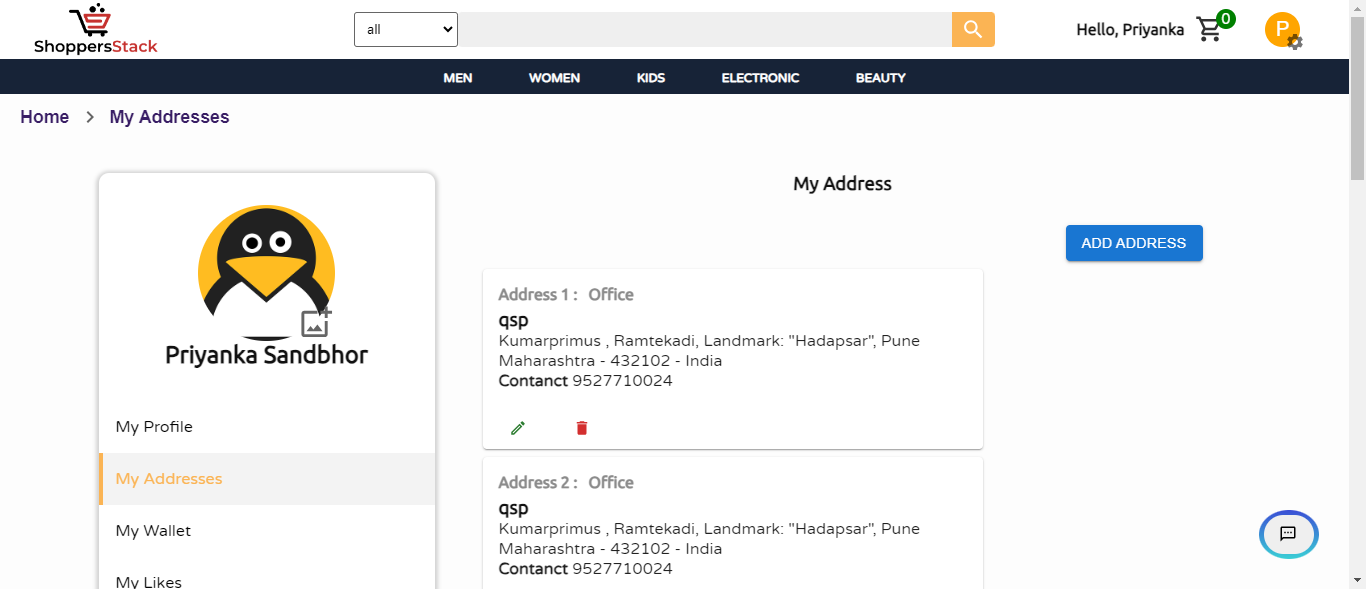 ShoppersStack
all
Hello, Priyanka
0
P
MEN WOMEN KIDS ELECTRONIC BEAUTY
Home > My Addresses
My Address
ADD ADDRESS
Priyanka Sandbhor
My Profile
My Addresses
My Wallet
My Likes
Address 1 : Office
qsp
Kumarprimus , Ramtekadi, Landmark: "Hadapsar", Pune
Maharashtra - 432102 - India
Contanct 9527710024
Address 2 : Office
qsp
Kumarprimus , Ramtekadi, Landmark: "Hadapsar", Pune
Maharashtra - 432102 - India
Contanct 9527710024